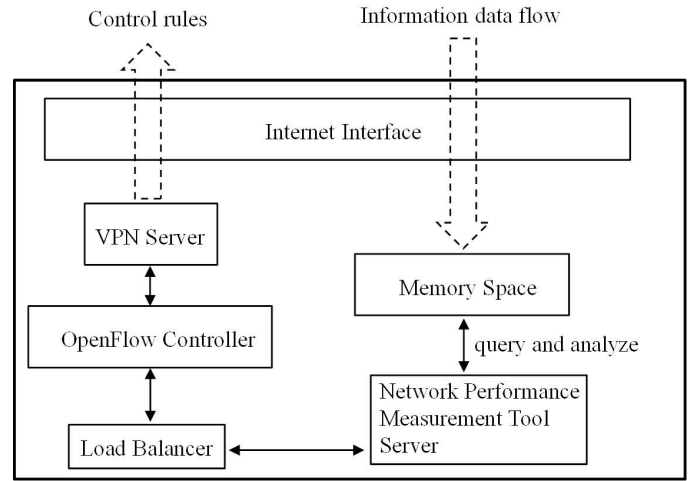 Control rules
Information data flow
Internet Interface
VPN Server
Memory Space
OpenFlow Controller
query and analyze
Network Performance
Measurement Tool
Server
Load Balancer